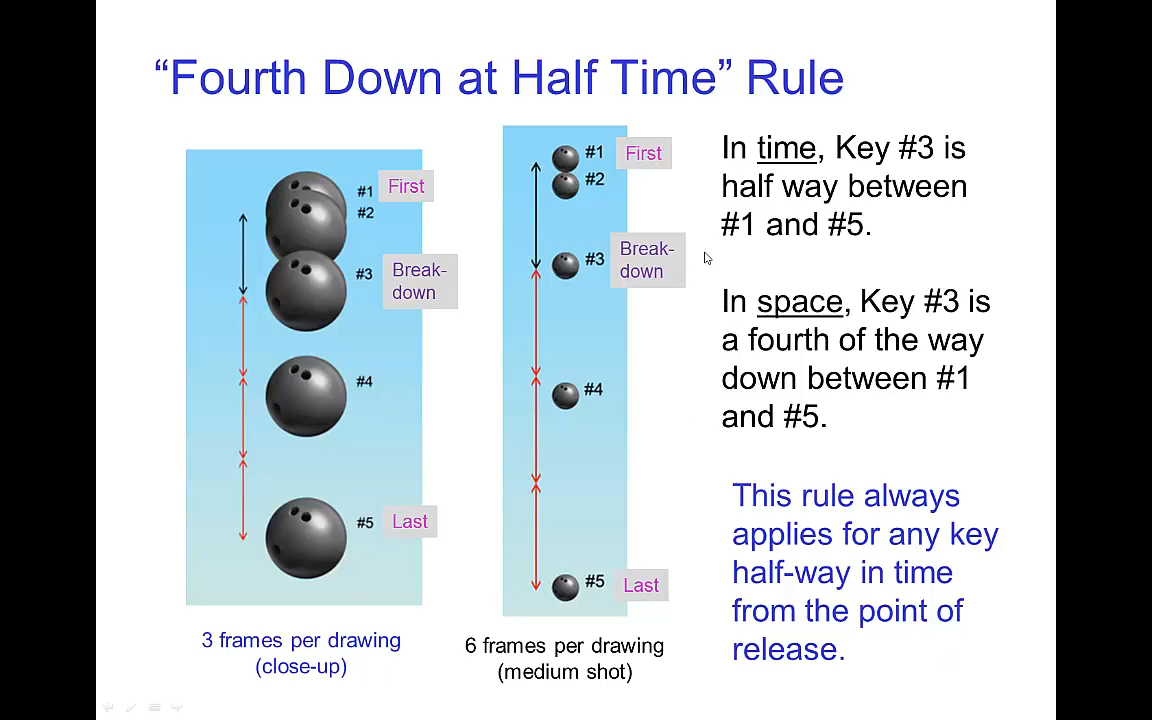 “Fourth Down at Half Time” Rule
#1 First
#2
#3 Break-
down
#4
#5 Last
3 frames per drawing
(close-up)
#1 First
#2
#3 Break-
down
#4
#5 Last
6 frames per drawing
(medium shot)
In time, Key #3 is
half way between
#1 and #5.
In space, Key #3 is
a fourth of the way
down between #1
and #5.
This rule always
applies for any key
half-way in time
from the point of
release.